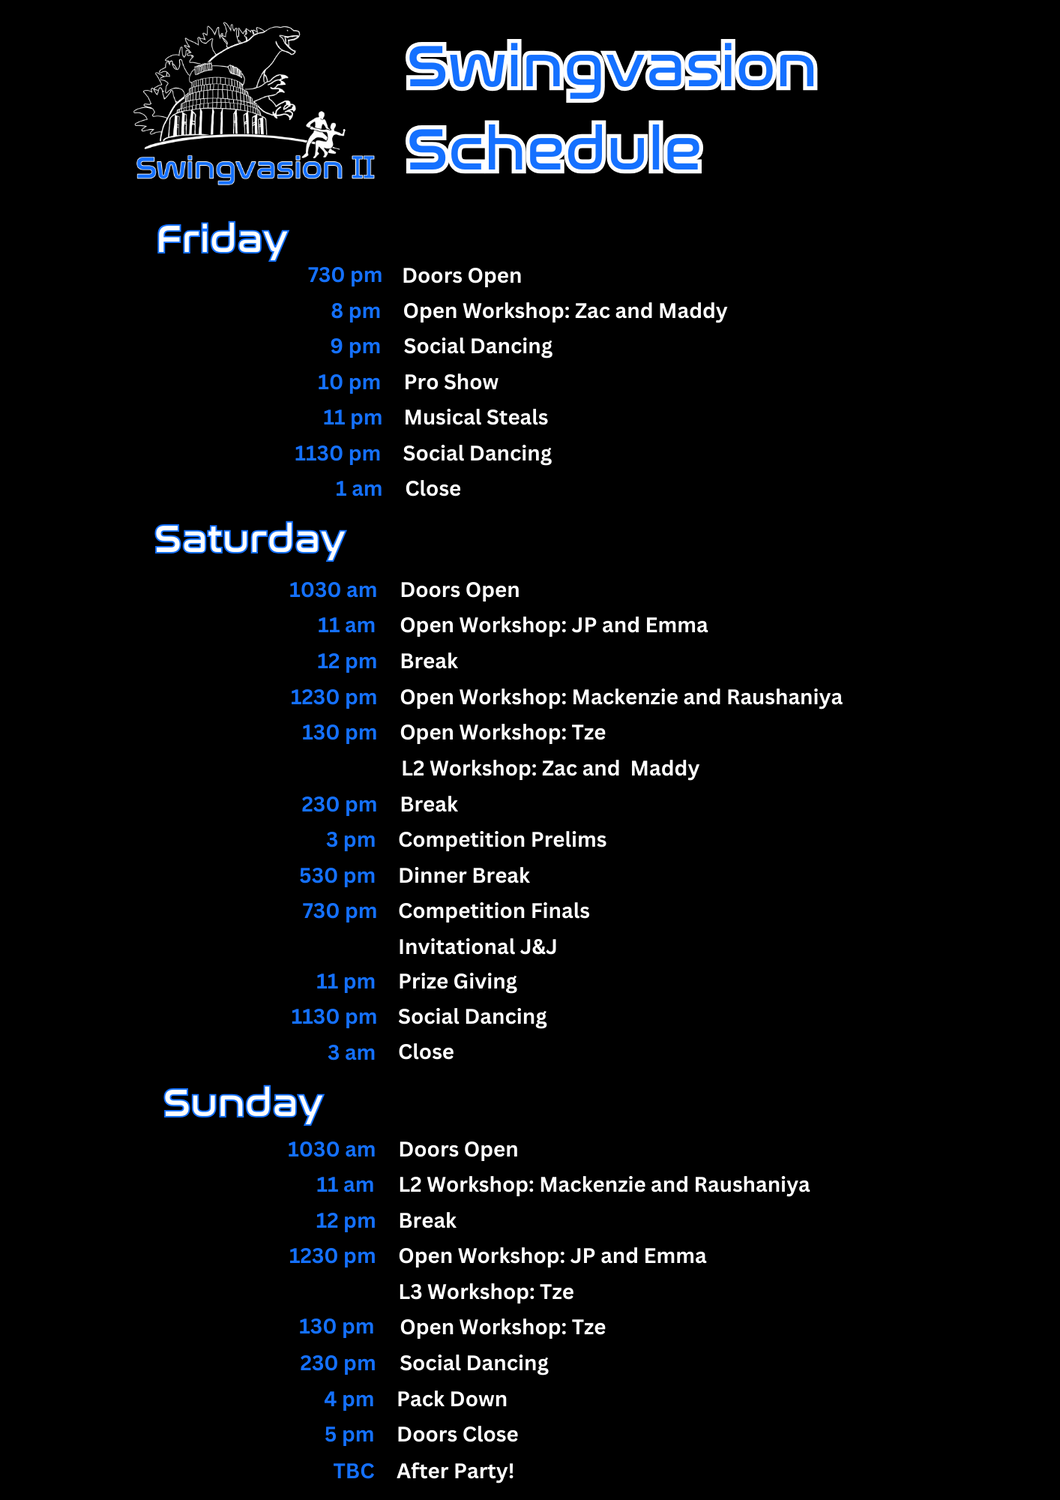 Swingvasion II
Swingvasion
Schedule
Friday
730 pm Doors Open
8 pm Open Workshop: Zac and Maddy
9 pm Social Dancing
10 pm Pro Show
11 pm Musical Steals
1130 pm Social Dancing
1 am Close
Saturday
1030 am Doors Open
11 am Open Workshop: JP and Emma
12 pm Break
1230 pm Open Workshop: Mackenzie and Raushaniya
130 pm Open Workshop: Tze
L2 Workshop: Zac and Maddy
230 pm Break
3 pm Competition Prelims
530 pm Dinner Break
730 pm Competition Finals
Invitational J&J
11 pm Prize Giving
1130 pm Social Dancing
3 am Close
Sunday
1030 am Doors Open
11 am L2 Workshop: Mackenzie and Raushaniya
12 pm Break
1230 pm Open Workshop: JP and Emma
L3 Workshop: Tze
130 pm Open Workshop: Tze
230 pm Social Dancing
4 pm Pack Down
5 pm Doors Close
TBC After Party!